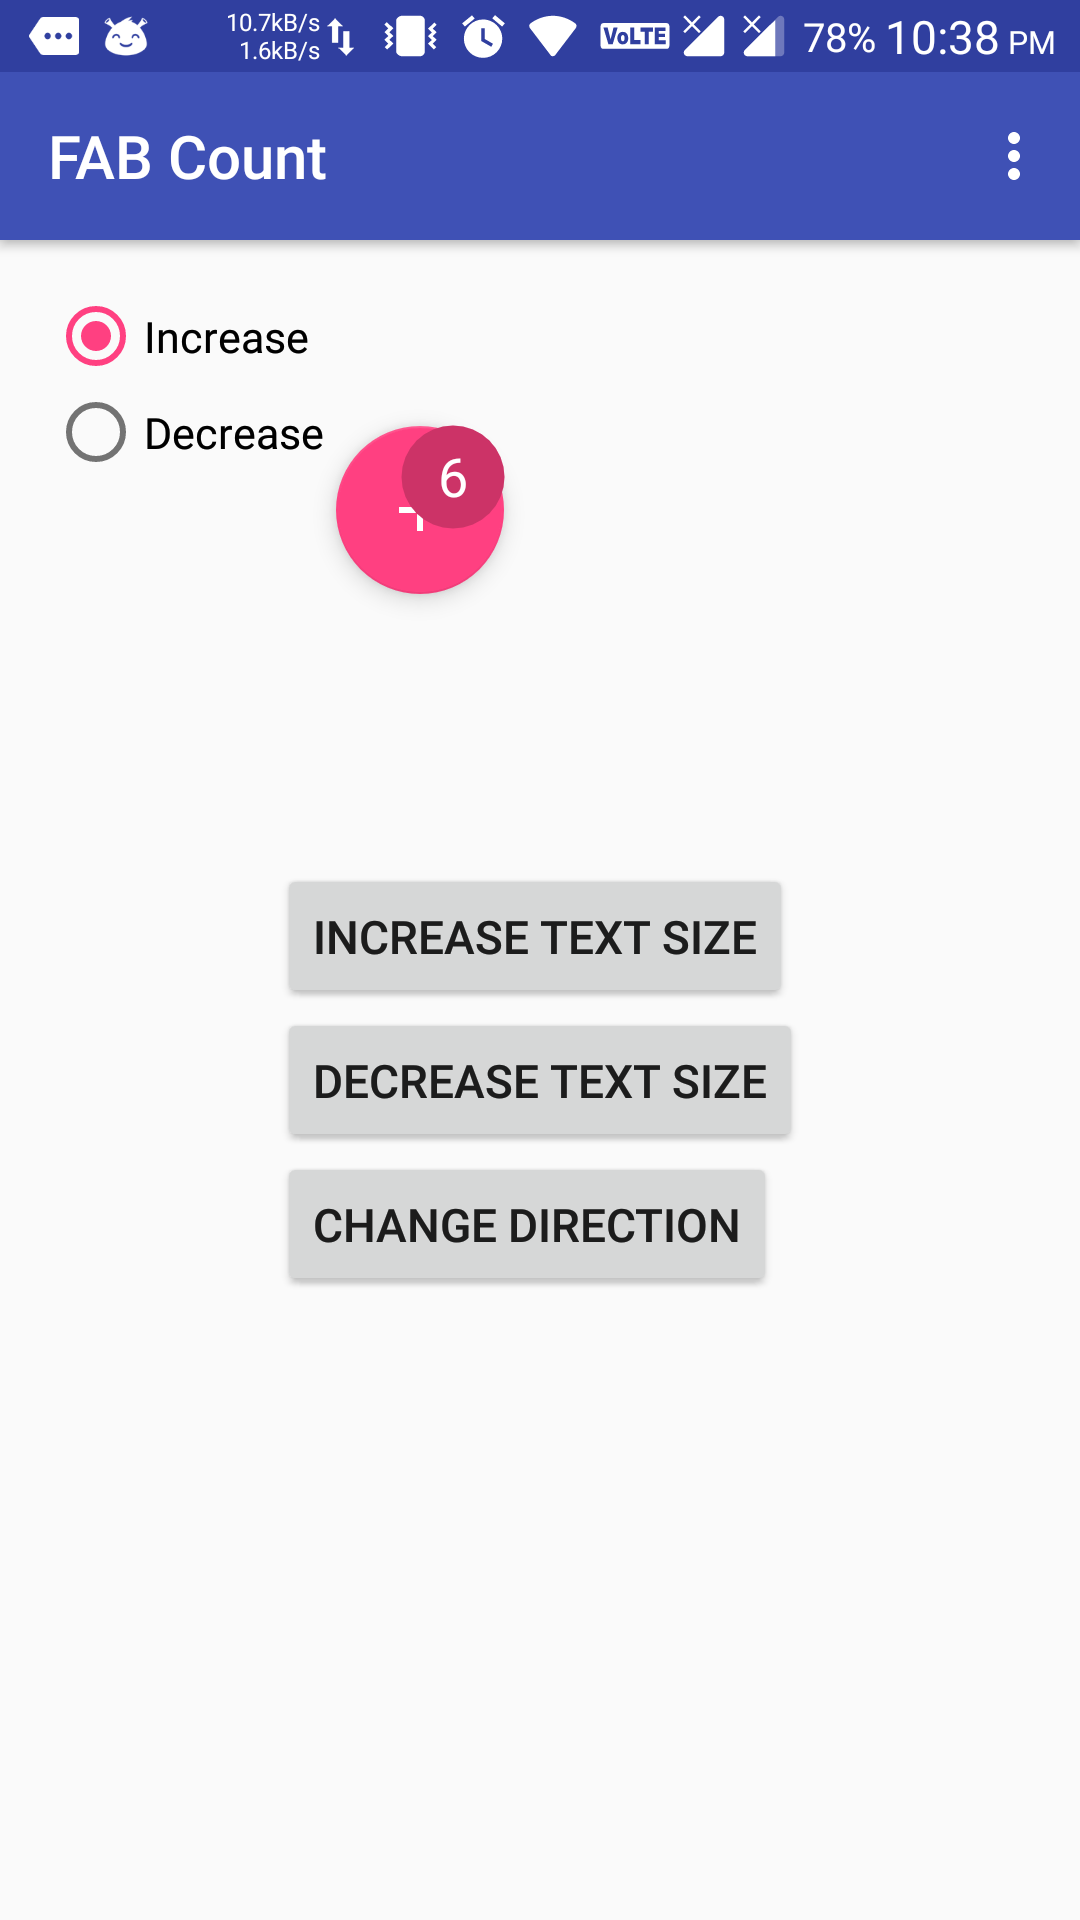 10.7kB/s
1.6kB/s
VoLTE 78% 10:38 PM
FAB Count
Increase
Decrease
6
INCREASE TEXT SIZE
DECREASE TEXT SIZE
CHANGE DIRECTION